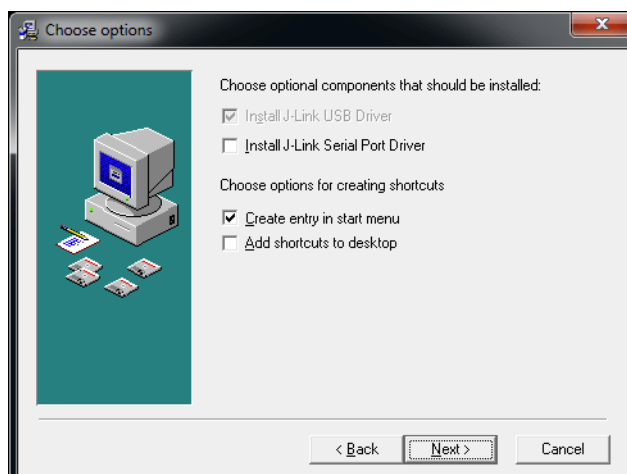 Choose options
Choose optional components that should be installed:
Install J-Link USB Driver
Install J-Link Serial Port Driver
Choose options for creating shortcuts
Create entry in start menu
Add shortcuts to desktop
< Back
Next >
Cancel